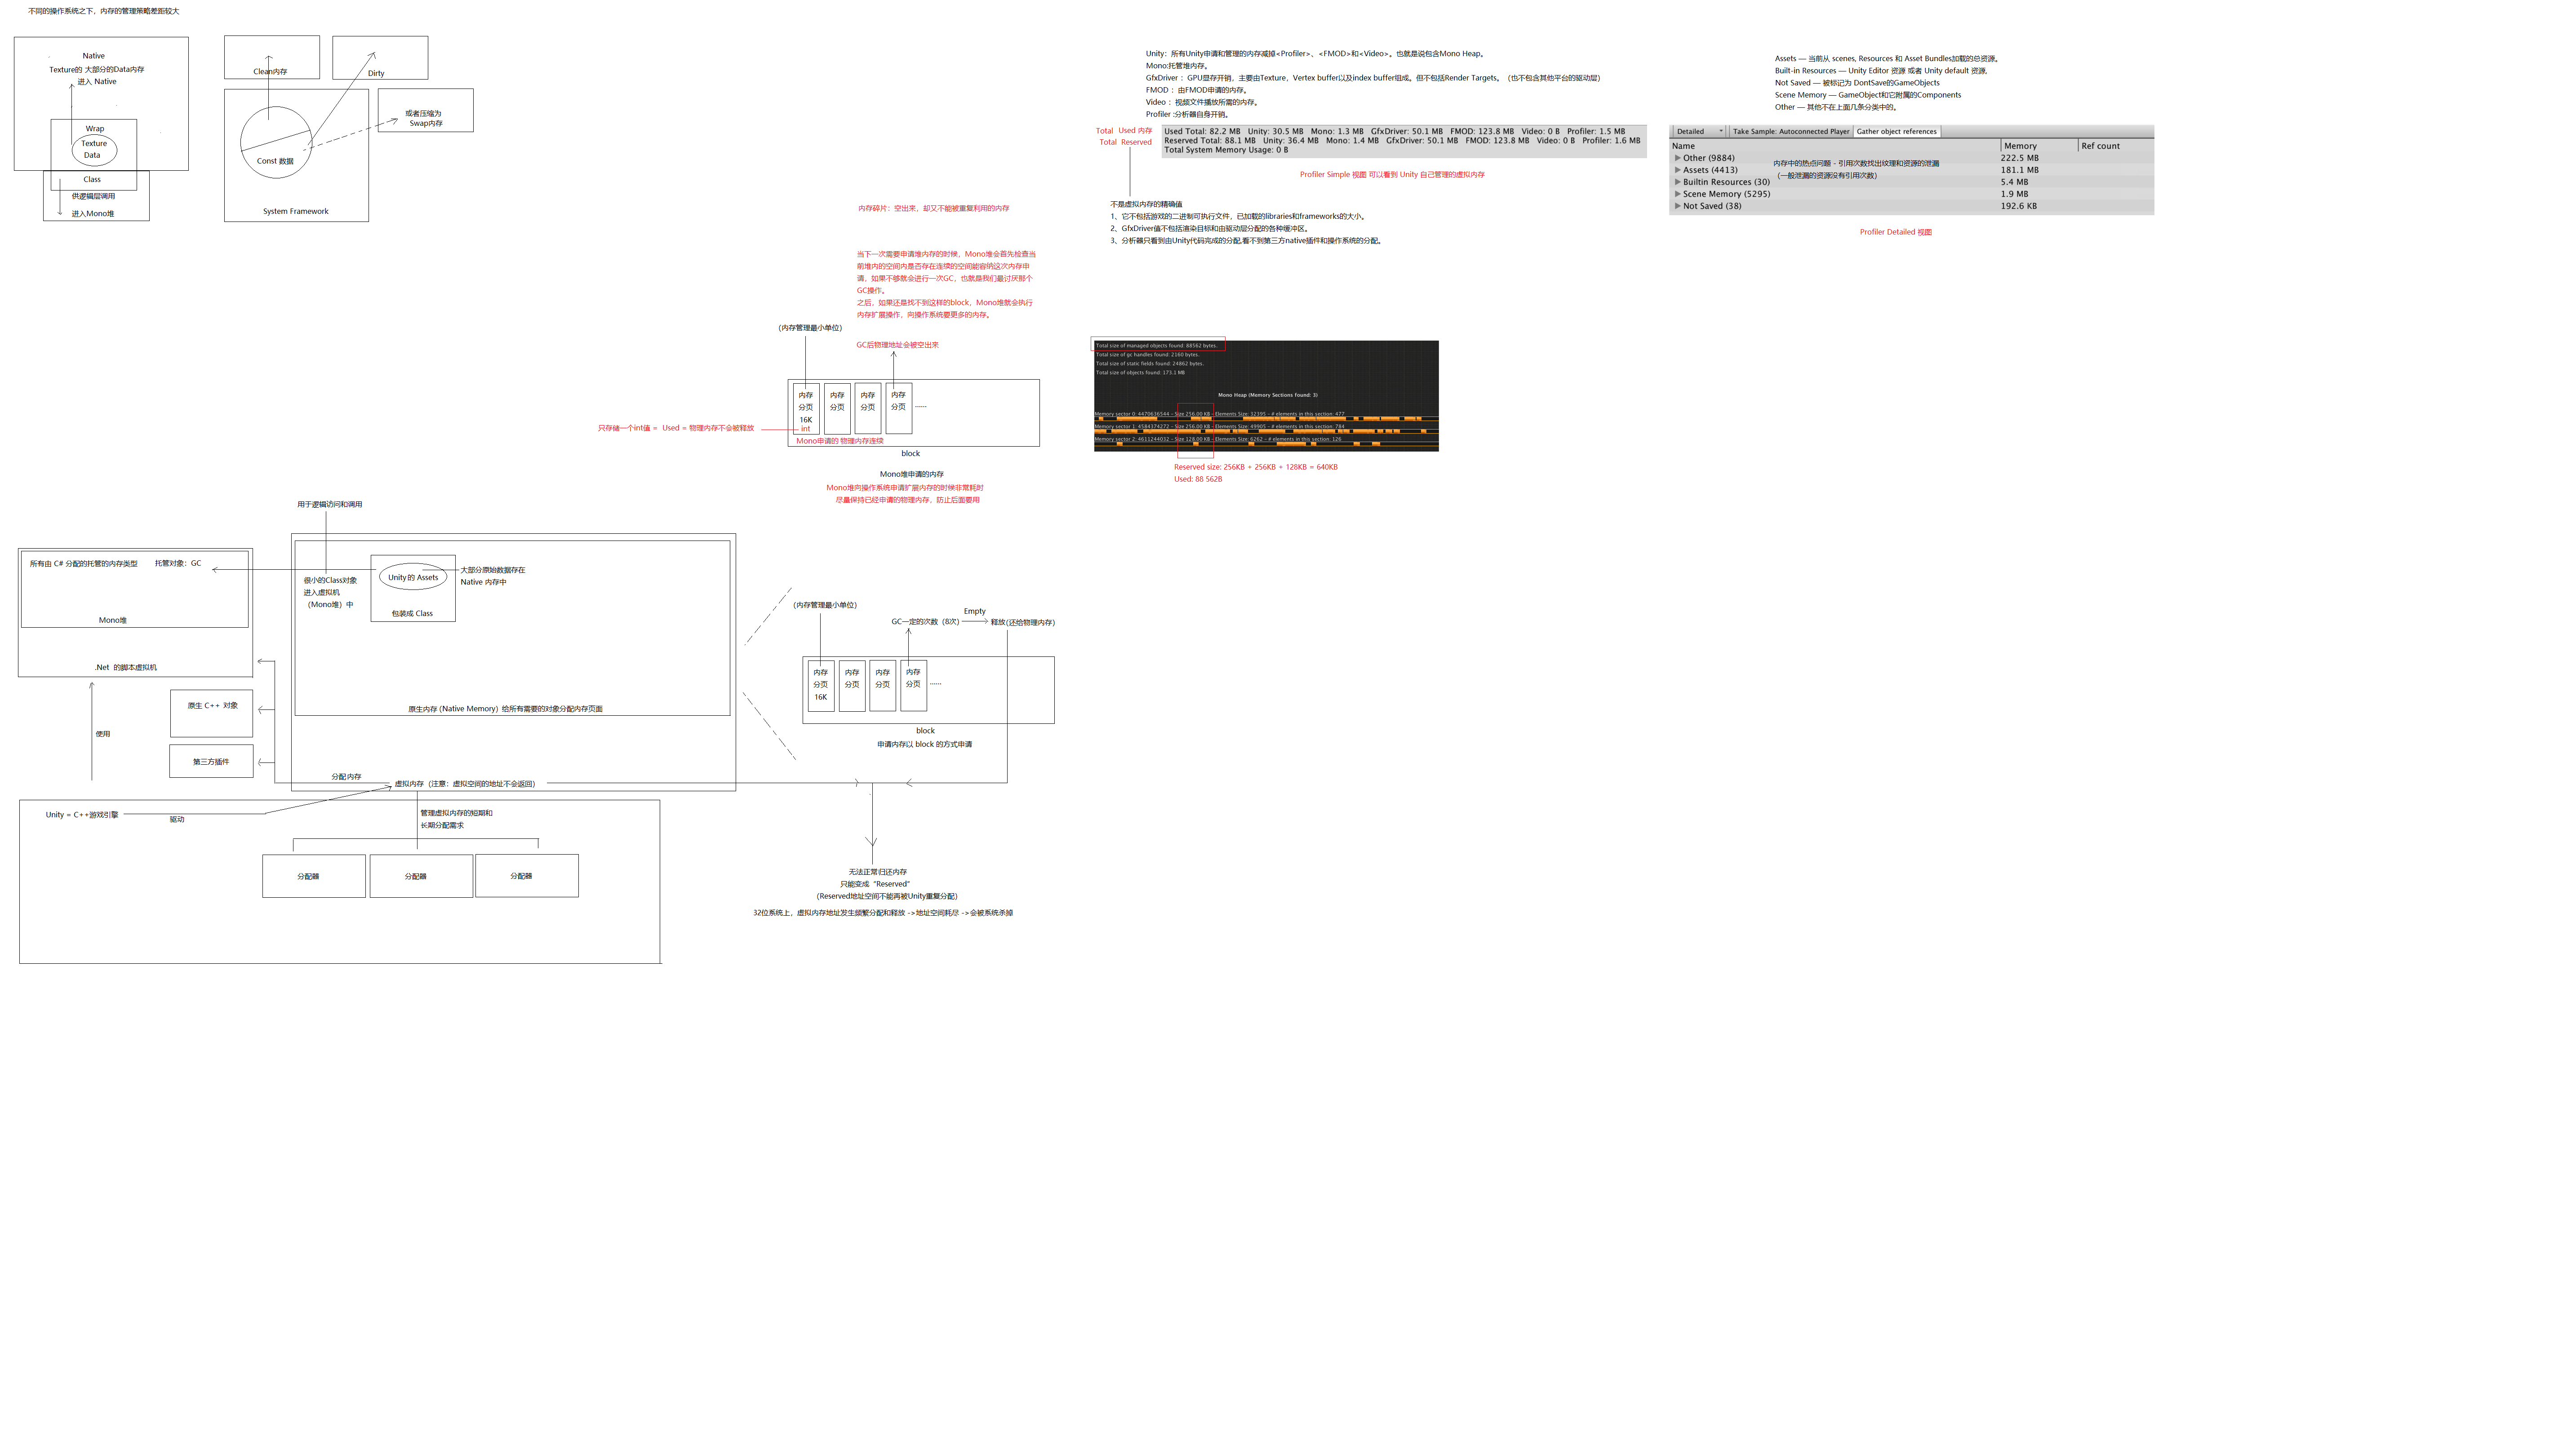 不同的操作系统之下，内存的管理策略差距较大
Native
Texture的 大部分的Data内存
进入 Native
Wrap
Texture
Data
Class
供逻辑层调用
进入Mono堆
Clean内存
Dirty
或者压缩为
Swap内存
Const 数据
System Framework
Unity：所有Unity申请和管理的内存减掉<Profiler>、<FMOD>和<Video>。也就是说包含Mono Heap。
Mono:托管堆内存。
GfxDriver ：GPU显存开销，主要由Texture，Vertex buffer以及index buffer组成。但不包括Render Targets。（也不包含其他平台的驱动层）
FMOD ：由FMOD申请的内存。
Video ：视频文件播放所需的内存。
Profiler :分析器自身开销。
Total Used 内存
Total Reserved
Used Total: 82.2 MB Unity: 30.5 MB Mono: 1.3 MB GfxDriver: 50.1 MB FMOD: 123.8 MB Video: 0 B Profiler: 1.5 MB
Reserved Total: 88.1 MB Unity: 36.4 MB Mono: 1.4 MB GfxDriver: 50.1 MB FMOD: 123.8 MB Video: 0 B Profiler: 1.6 MB
Total System Memory Usage: 0 B
Profiler Simple 视图 可以看到 Unity 自己管理的虚拟内存
不是虚拟内存的精确值
1、它不包括游戏的二进制可执行文件，已加载的libraries和frameworks的大小。
2、GfxDriver值不包括渲染目标和由驱动层分配的各种缓冲区。
3、分析器只看到由Unity代码完成的分配,看不到第三方native插件和操作系统的分配。
Assets — 当前从 scenes, Resources 和 Asset Bundles加载的总资源。
Built-in Resources — Unity Editor 资源 或者 Unity default 资源,
Not Saved — 被标记为 DontSave的GameObjects
Scene Memory — GameObject和它附属的Components
Other — 其他不在上面几条分类中的。
Detailed Take Sample: Autoconnected Player Gather object references
Name Memory Ref count
Other (9884) 222.5 MB
内存中的热点问题 - 引用次数找出纹理和资源的泄漏
Assets (4413) 181.1 MB
（一般泄漏的资源没有引用次数）
Builtin Resources (30) 5.4 MB
Scene Memory (5295) 1.9 MB
Not Saved (38) 192.6 KB
Profiler Detailed 视图
内存碎片：空出来，却又不能被重复利用的内存
当下一次需要申请堆内存的时候，Mono堆会首先检查当
前堆内的空间内是否存在连续的空间能容纳这次内存申
请，如果不够就会进行一次GC，也就是我们最讨厌那个
GC操作。
之后，如果还是找不到这样的block，Mono堆就会执行
内存扩展操作，向操作系统要更多的内存。
（内存管理最小单位）
GC后物理地址会被空出来
内存
分页
16K
int
内存
分页
内存
分页
内存
分页
......
只存储一个int值 = Used = 物理内存不会被释放
Mono申请的 物理内存连续
block
Mono堆申请的内存
Mono堆向操作系统申请扩展内存的时候非常耗时
尽量保持已经申请的物理内存，防止后面要用
Total size of managed objects found: 88562 bytes.
Total size of gc handles found: 2160 bytes.
Total size of static fields found: 24862 bytes.
Total size of objects found: 173.1 MB
Mono Heap (Memory Sections Found: 3)
Memory sector 0: 4470636544 - Size 256.00 KB - Elements Size: 32395 - # elements in this section: 477
Memory sector 1: 4584374272 - Size 256.00 KB - Elements Size: 49905 - # elements in this section: 784
Memory sector 2: 4611244032 - Size 128.00 KB - Elements Size: 6262 - # elements in this section: 126
Reserved size: 256KB + 256KB + 128KB = 640KB
Used: 88 562B
用于逻辑访问和调用
所有由 C# 分配的托管的内存类型
托管对象：GC
Mono堆
.Net 的脚本虚拟机
很小的Class对象
进入虚拟机
（Mono堆）中
Unity 的 Assets
包装成 Class
大部分原始数据存在
Native 内存中
原生内存 (Native Memory) 给所有需要的对象分配内存页面
原生 C++ 对象
第三方插件
使用
分配内存
虚拟内存（注意：虚拟空间的地址不会返回）
Unity = C++游戏引擎
驱动
管理虚拟内存的短期和
长期分配需求
分配器
分配器
分配器
（内存管理最小单位）
GC一定的次数（8次）
Empty
释放(还给物理内存)
内存
分页
16K
内存
分页
内存
分页
内存
分页
......
block
申请内存以 block 的方式申请
无法正常归还内存
只能变成“Reserved”
（Reserved地址空间不能再被Unity重复分配）
32位系统上，虚拟内存地址发生频繁分配和释放 ->地址空间耗尽 ->会被系统杀掉